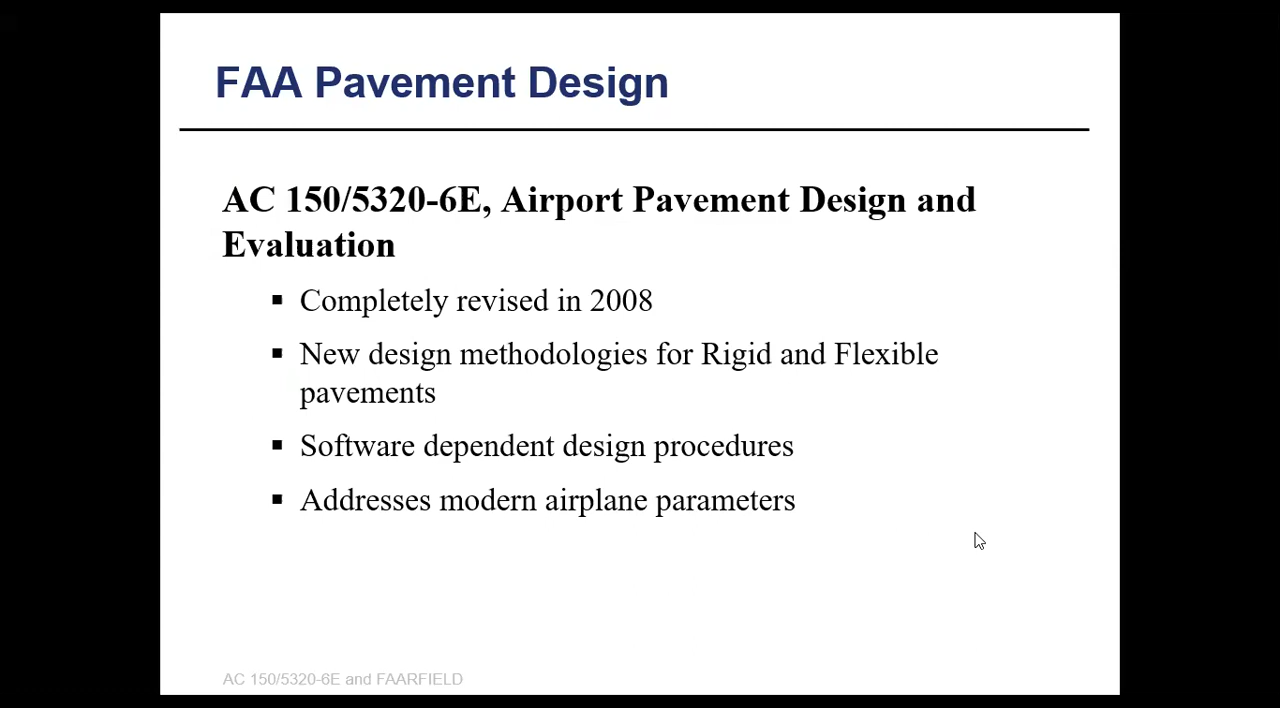 FAA Pavement Design
AC 150/5320-6E, Airport Pavement Design and
Evaluation
▪ Completely revised in 2008
▪ New design methodologies for Rigid and Flexible
pavements
▪ Software dependent design procedures
▪ Addresses modern airplane parameters
AC 150/5320-6E and FAARFIELD